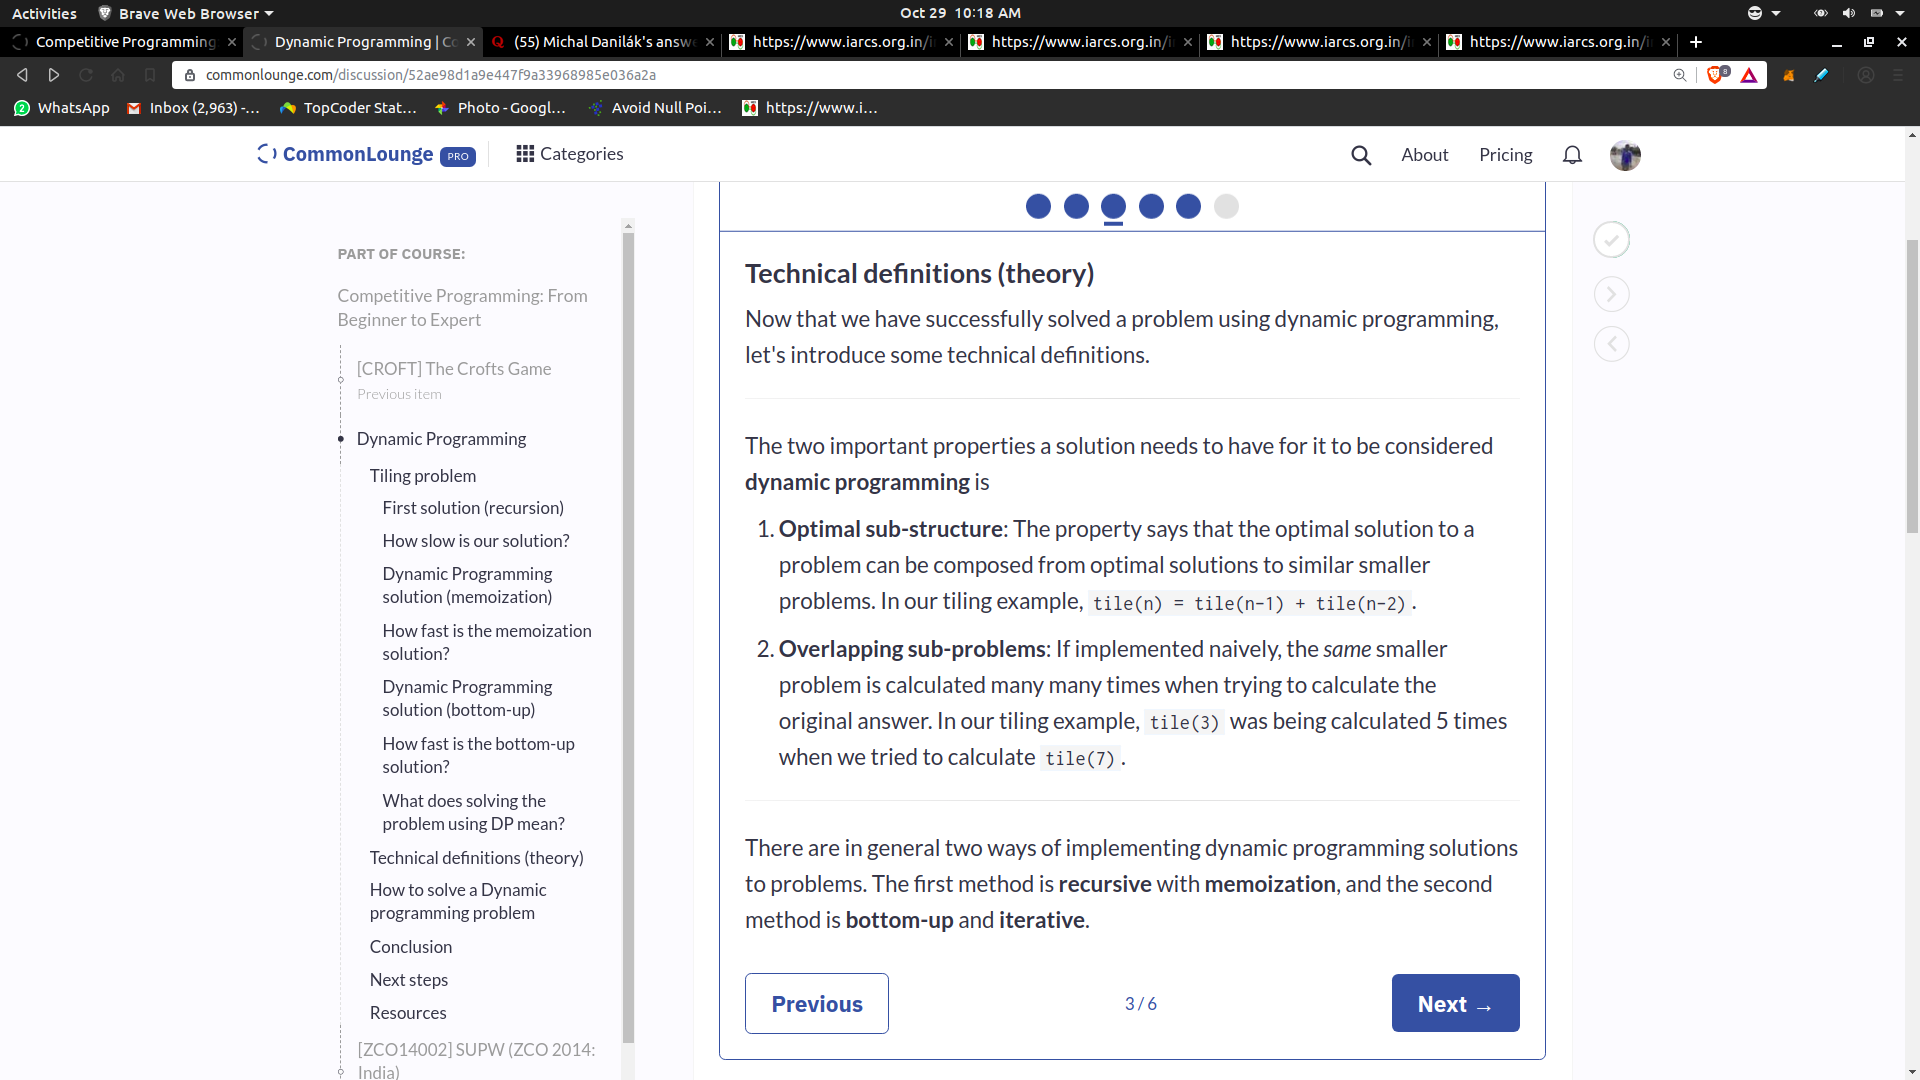 Activities
Brave Web Browser
Oct 29 10:18 AM
Competitive Programming
Dynamic Programming | Co
(55) Michal Danilák's answ
https://www.iarcs.org.in/i
https://www.iarcs.org.in/i
https://www.iarcs.org.in/i
https://www.iarcs.org.in/i
commonlounge.com/discussion/52ae98d1a9e447f9a33968985e036a2a
8
2 WhatsApp
Inbox (2,963) -...
TopCoder Stat...
Photo - Googl...
Avoid Null Poi...
https://www.i...
CommonLounge PRO
Categories
About
Pricing
PART OF COURSE:
Competitive Programming: From
Beginner to Expert
[CROFT] The Crofts Game
Previous item
Dynamic Programming
Tiling problem
First solution (recursion)
How slow is our solution?
Dynamic Programming
solution (memoization)
How fast is the memoization
solution?
Dynamic Programming
solution (bottom-up)
How fast is the bottom-up
solution?
What does solving the
problem using DP mean?
Technical definitions (theory)
How to solve a Dynamic
programming problem
Conclusion
Next steps
Resources
[ZCO14002] SUPW (ZCO 2014:
India)
Technical definitions (theory)
Now that we have successfully solved a problem using dynamic programming,
let's introduce some technical definitions.
The two important properties a solution needs to have for it to be considered
dynamic programming is
1. Optimal sub-structure: The property says that the optimal solution to a
problem can be composed from optimal solutions to similar smaller
problems. In our tiling example, tile(n) = tile(n-1) + tile(n-2).
2. Overlapping sub-problems: If implemented naively, the same smaller
problem is calculated many many times when trying to calculate the
original answer. In our tiling example, tile(3) was being calculated 5 times
when we tried to calculate tile(7).
There are in general two ways of implementing dynamic programming solutions
to problems. The first method is recursive with memoization, and the second
method is bottom-up and iterative.
Previous
3 / 6
Next →